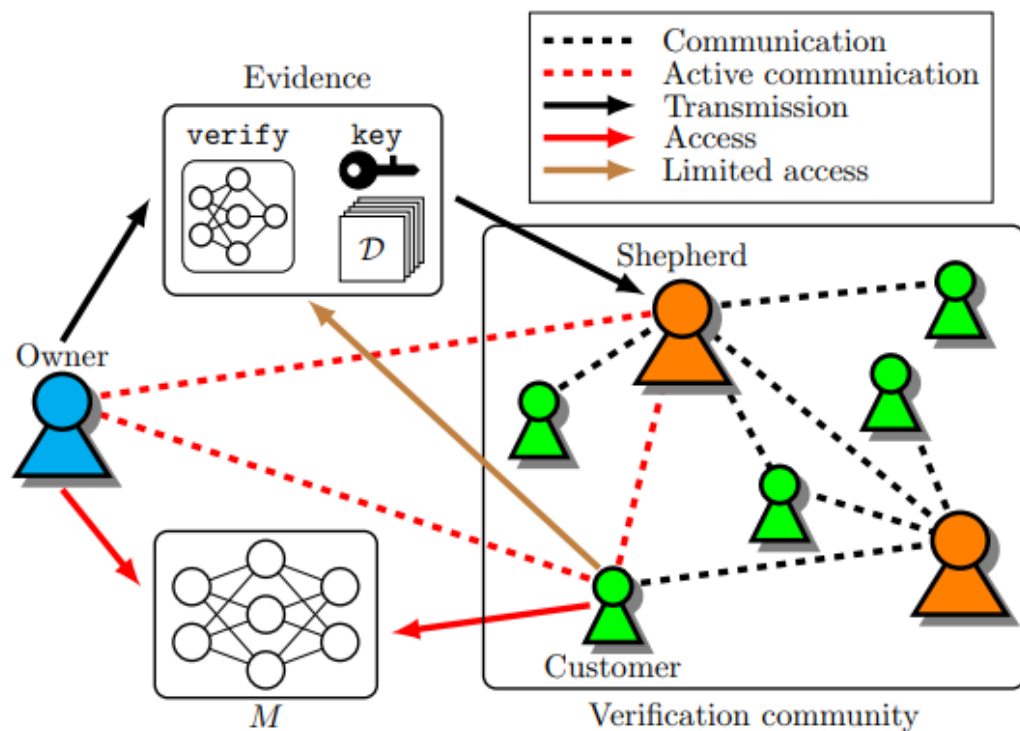 Communication
Active communication
Transmission
Access
Limited access
Evidence
verify key
D
Shepherd
Owner
Customer
M
Verification community